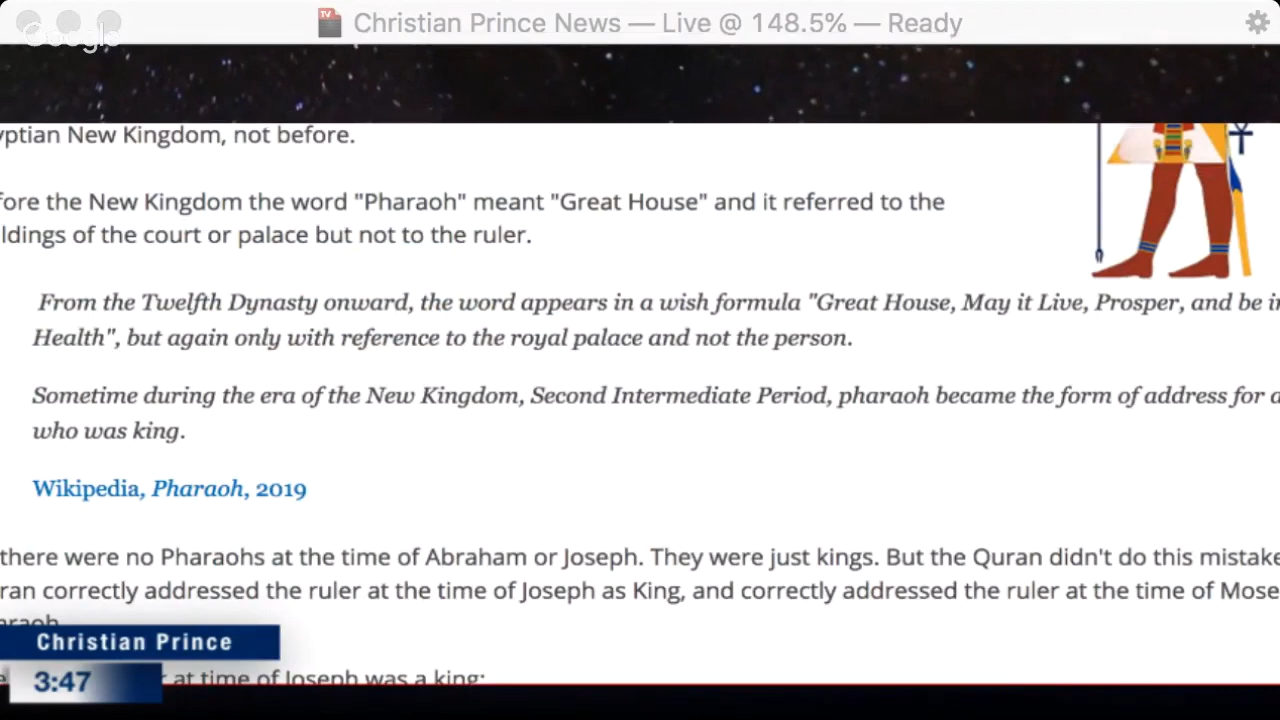 Christian Prince News — Live @ 148.5% — Ready
Google
yptian New Kingdom, not before.
fore the New Kingdom the word "Pharaoh" meant "Great House" and it referred to the
ldings of the court or palace but not to the ruler.
From the Twelfth Dynasty onward, the word appears in a wish formula "Great House, May it Live, Prosper, and be in
Health", but again only with reference to the royal palace and not the person.
Sometime during the era of the New Kingdom, Second Intermediate Period, pharaoh became the form of address for a
who was king.
Wikipedia, Pharaoh, 2019
there were no Pharaohs at the time of Abraham or Joseph. They were just kings. But the Quran didn't do this mistake
ran correctly addressed the ruler at the time of Joseph as King, and correctly addressed the ruler at the time of Mose
araoh
Christian Prince
3:47
at time of Joseph was a king:
TV